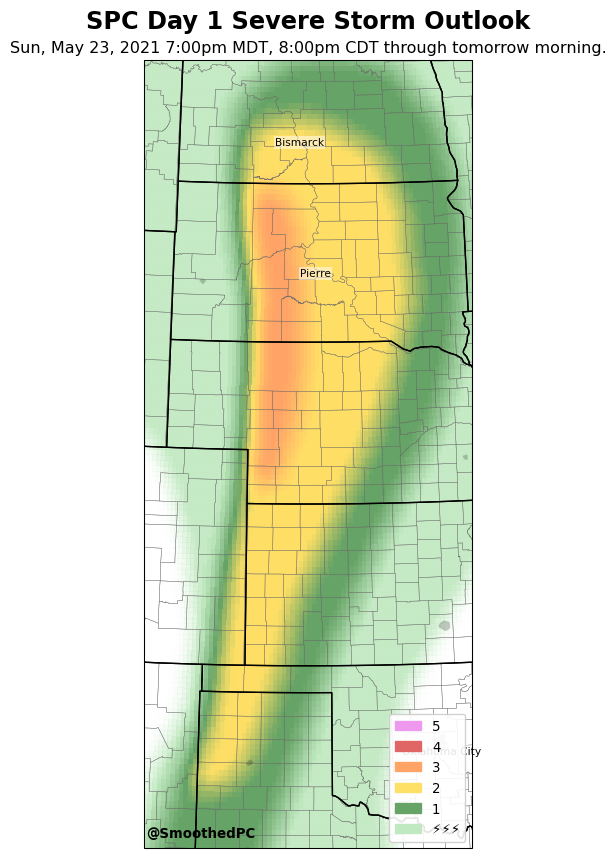 SPC Day 1 Severe Storm Outlook
Sun, May 23, 2021 7:00pm MDT, 8:00pm CDT through tomorrow morning.
Bismarck
Pierre
5
4
Oklahoma City
3
2
1
⚡⚡⚡
@SmoothedPC